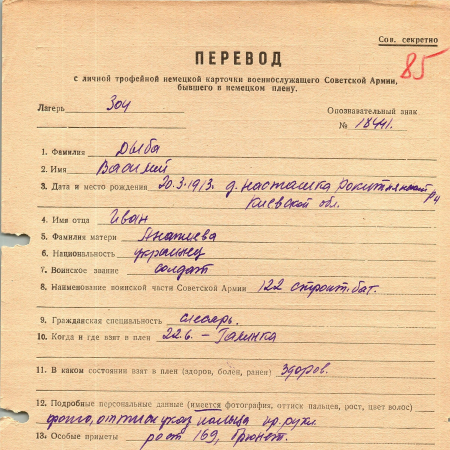 Сов. секретно
85
ПЕРЕВОД
с личной трофейной немецкой карточки военнослужащего Советской Армии,
бывшего в немецком плену.
Лагерь 304 Опознавательный знак
№ 18441.
1. Фамилия Дыба
2. Имя Василий
3. Дата и место рождения 20.3.1913. д. Насташка Рокитянский р-н
Киевской обл.
4. Имя отца Иван
5. Фамилия матери
6. Национальность украинец
7. Воинское звание солдат
8. Наименование воинской части Советской Армии 122 строит. бат.
9. Гражданская специальность слесарь.
10. Когда и где взят в плен 22.6. – Галинка
11. В каком состоянии взят в плен (здоров, болен, ранен) Здоров.
12. Подробные персональные данные (имеется фотография, оттиск пальцев, рост, цвет волос)
фото, оттиск указ. пальца пр. руки.
13. Особые приметы рост 169, брюнет.